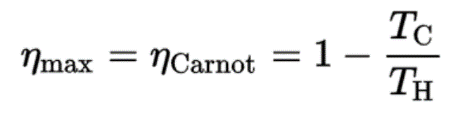 η_max = η_Carnot = 1 − T_C / T_H